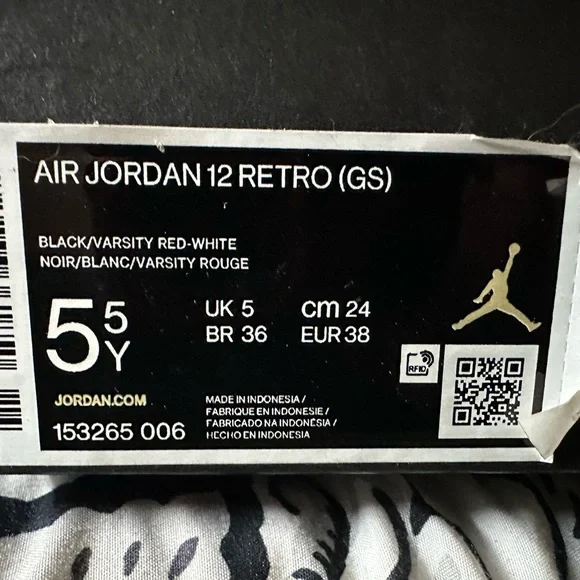 AIR JORDAN 12 RETRO (GS)
BLACK/VARSITY RED-WHITE
NOIR/BLANC/VARSITY ROUGE
5 5Y
UK 5 cm 24
BR 36 EUR 38
RFID
JORDAN.COM
153265 006
MADE IN INDONESIA /
FABRIQUE EN INDONESIE /
FABRICADO NA INDONÉSIA /
HECHO EN INDONESIA